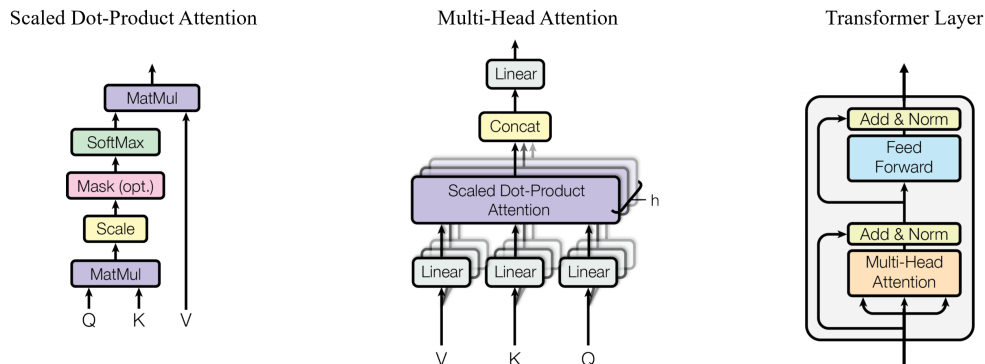 Scaled Dot-Product Attention
MatMul
SoftMax
Mask (opt.)
Scale
MatMul
Q K V
Multi-Head Attention
Linear
Concat
Scaled Dot-Product
Attention
h
Linear Linear Linear
V K Q
Transformer Layer
Add & Norm
Feed
Forward
Add & Norm
Multi-Head
Attention